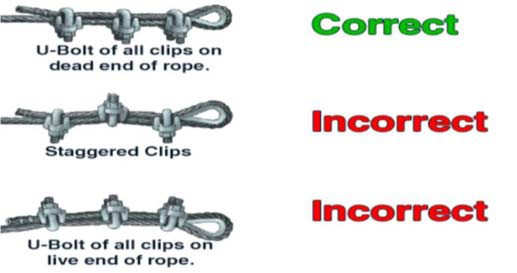 Correct
U-Bolt of all clips on
dead end of rope.
Incorrect
Staggered Clips
Incorrect
U-Bolt of all clips on
live end of rope.